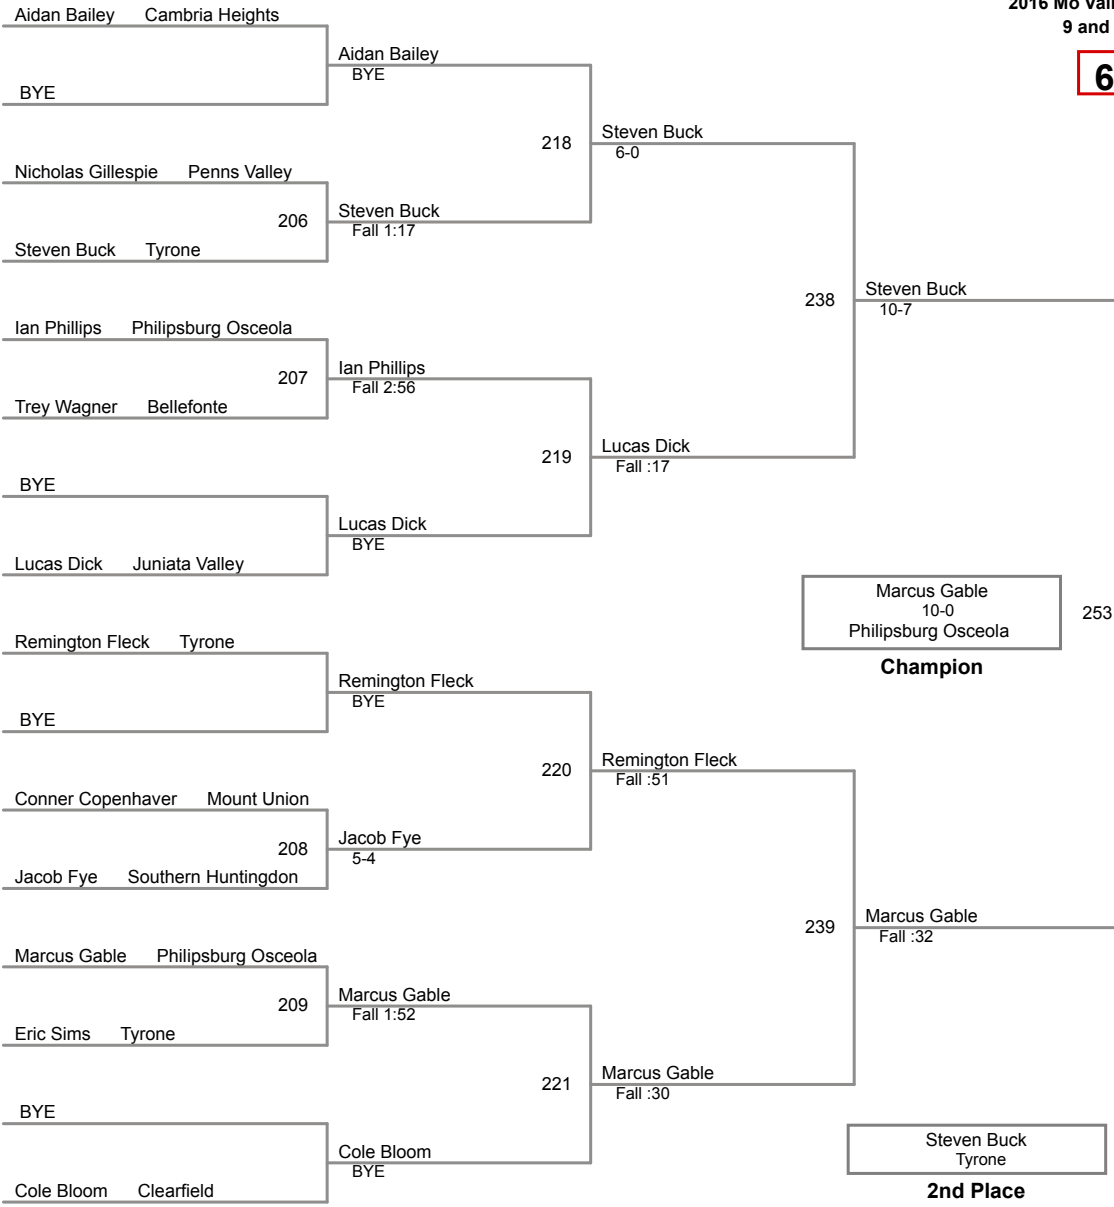 Aidan Bailey Cambria Heights
2016 Mo Vall
9 and
Aidan Bailey
BYE
6
BYE
218
Steven Buck
6-0
Nicholas Gillespie Penns Valley
206
Steven Buck
Fall 1:17
Steven Buck Tyrone
238
Steven Buck
10-7
Ian Phillips Philipsburg Osceola
207
Ian Phillips
Fall 2:56
Trey Wagner Bellefonte
219
Lucas Dick
Fall :17
BYE
Lucas Dick
BYE
Lucas Dick Juniata Valley
Marcus Gable
10-0
Philipsburg Osceola
253
Champion
Remington Fleck Tyrone
Remington Fleck
BYE
BYE
220
Remington Fleck
Fall :51
Conner Copenhaver Mount Union
208
Jacob Fye
5-4
Jacob Fye Southern Huntingdon
239
Marcus Gable
Fall :32
Marcus Gable Philipsburg Osceola
209
Marcus Gable
Fall 1:52
Eric Sims Tyrone
221
Marcus Gable
Fall :30
BYE
Cole Bloom
BYE
Cole Bloom Clearfield
Steven Buck
Tyrone
2nd Place